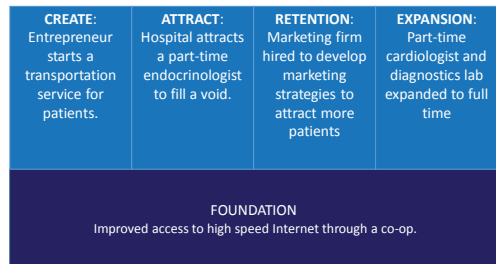 CREATE:
Entrepreneur
starts a
transportation
service for
patients.
ATTRACT:
Hospital attracts
a part-time
endocrinologist
to fill a void.
RETENTION:
Marketing firm
hired to develop
marketing
strategies to
attract more
patients
EXPANSION:
Part-time
cardiologist and
diagnostics lab
expanded to full
time
FOUNDATION
Improved access to high speed Internet through a co-op.